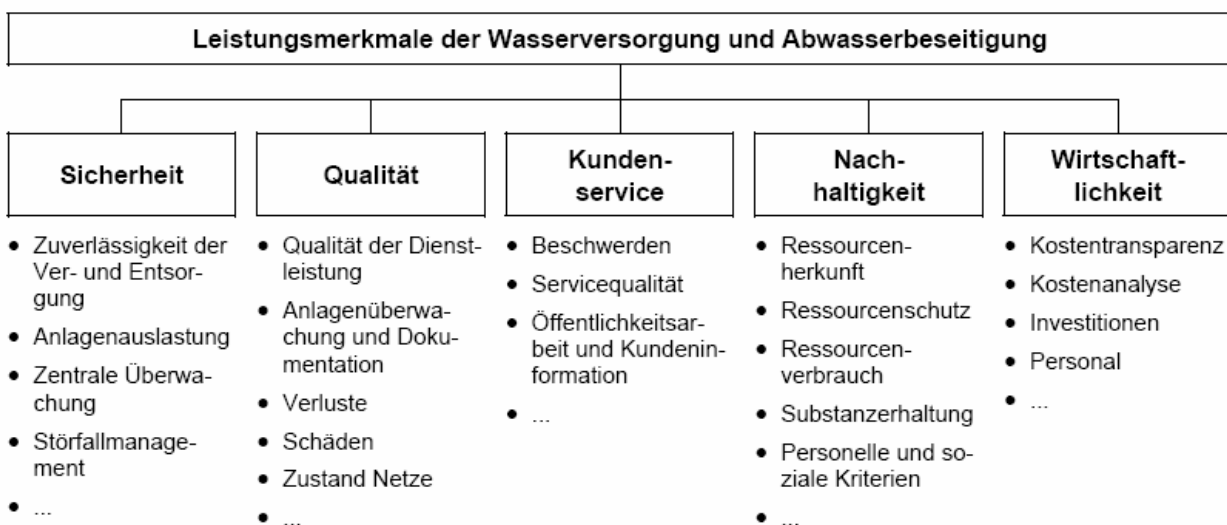 Leistungsmerkmale der Wasserversorgung und Abwasserbeseitigung
Sicherheit
• Zuverlässigkeit der
Ver- und Entsor-
gung
• Anlagenauslastung
• Zentrale Überwa-
chung
• Störfallmanage-
ment
• ...
Qualität
• Qualität der Dienst-
leistung
• Anlagenüberwa-
chung und Doku-
mentation
• Verluste
• Schäden
• Zustand Netze
• ...
Kunden-
service
• Beschwerden
• Servicequalität
• Öffentlichkeitsar-
beit und Kundenin-
formation
• ...
Nach-
haltigkeit
• Ressourcen-
herkunft
• Ressourcenschutz
• Ressourcen-
verbrauch
• Substanzerhaltung
• Personelle und so-
ziale Kriterien
• ...
Wirtschaft-
lichkeit
• Kostentransparenz
• Kostenanalyse
• Investitionen
• Personal
• ...